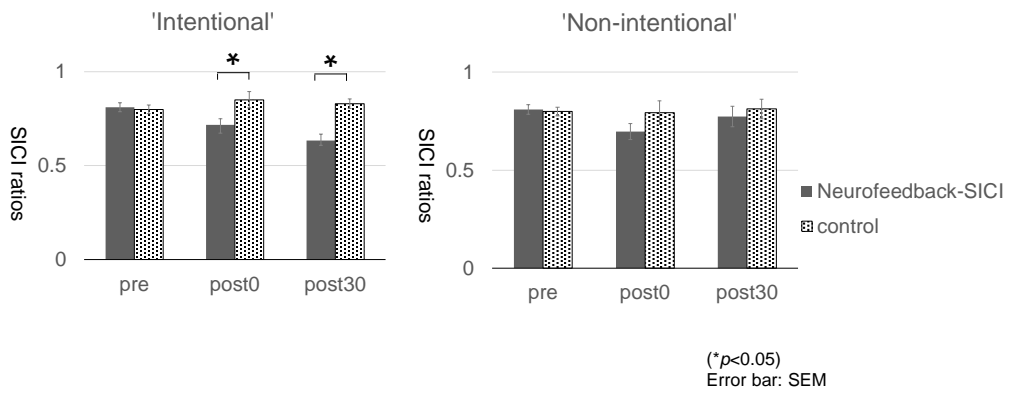 'Intentional'
'Non-intentional'
SICI ratios
1
0.5
0
* *
pre post0 post30
SICI ratios
1
0.5
0
pre post0 post30
Neurofeedback-SICI
control
(*p<0.05)
Error bar: SEM